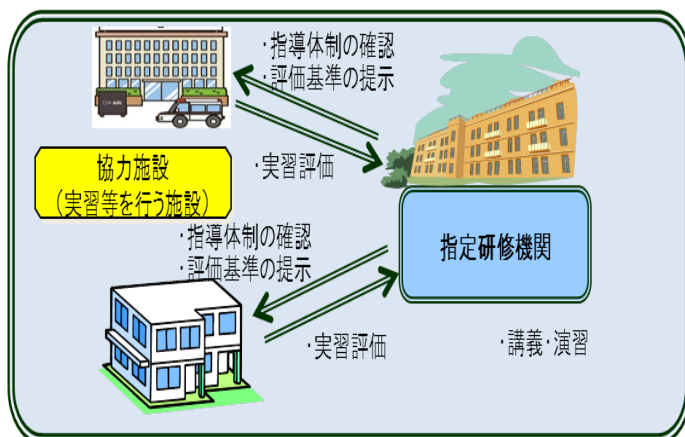 ・指導体制の確認
・評価基準の提示
・実習評価
協力施設
（実習等を行う施設）
・指導体制の確認
・評価基準の提示
指定研修機関
・実習評価
・講義・演習